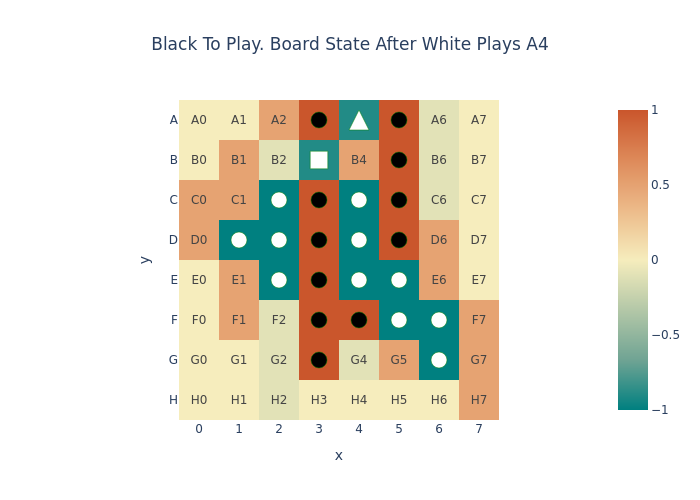 Black To Play. Board State After White Plays A4
A A0 A1 A2 A6 A7
B B0 B1 B2 B4 B6 B7
C C0 C1 C6 C7
D D0 D6 D7
E E0 E1 E6 E7
F F0 F1 F2 F7
G G0 G1 G2 G4 G5 G7
H H0 H1 H2 H3 H4 H5 H6 H7
0 1 2 3 4 5 6 7
x
y
1
0.5
0
−0.5
−1